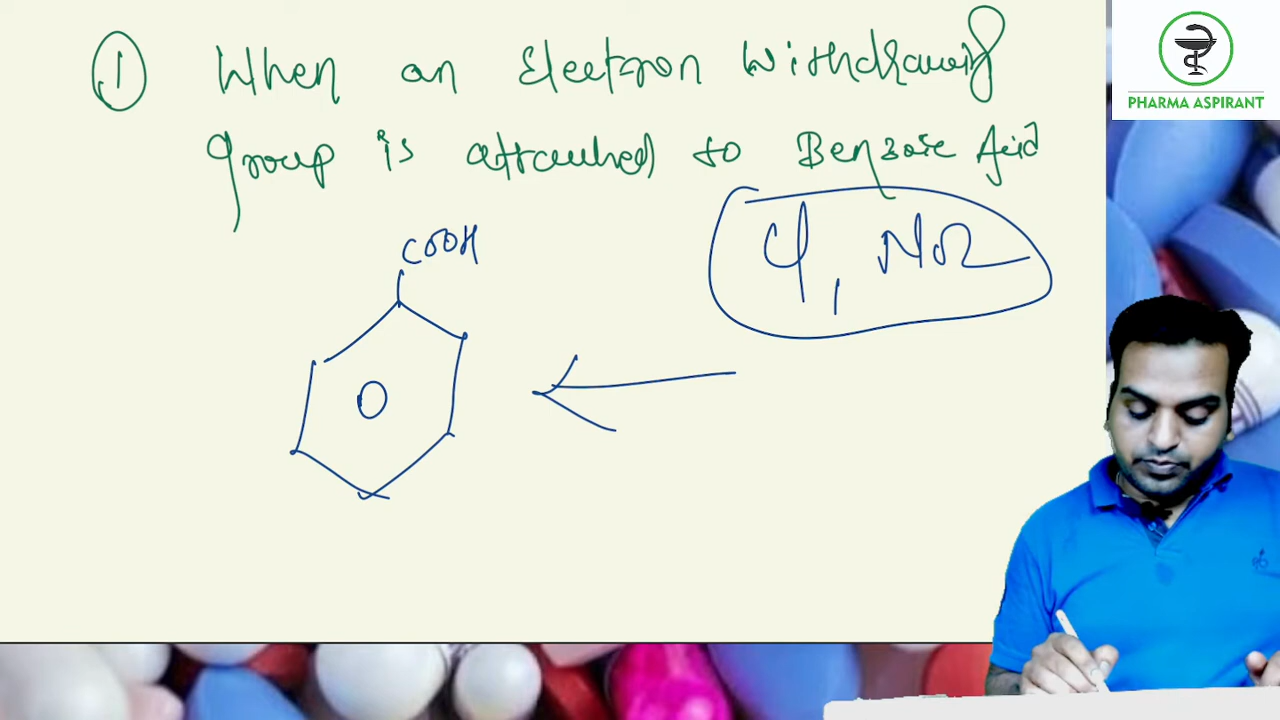 ① When an Electron Withdrawing
group is attached to Benzoic Acid
COOH
Cl, NO2
PHARMA ASPIRANT